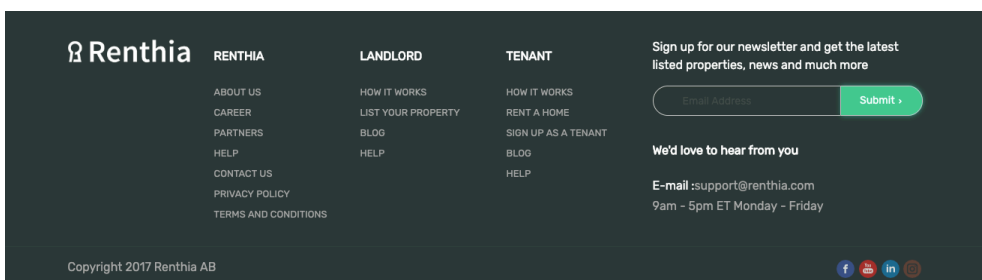 Renthia
RENTHIA
ABOUT US
CAREER
PARTNERS
HELP
CONTACT US
PRIVACY POLICY
TERMS AND CONDITIONS
LANDLORD
HOW IT WORKS
LIST YOUR PROPERTY
BLOG
HELP
TENANT
HOW IT WORKS
RENT A HOME
SIGN UP AS A TENANT
BLOG
HELP
Sign up for our newsletter and get the latest
listed properties, news and much more
Email Address
Submit ›
We'd love to hear from you
E-mail :support@renthia.com
9am - 5pm ET Monday - Friday
Copyright 2017 Renthia AB